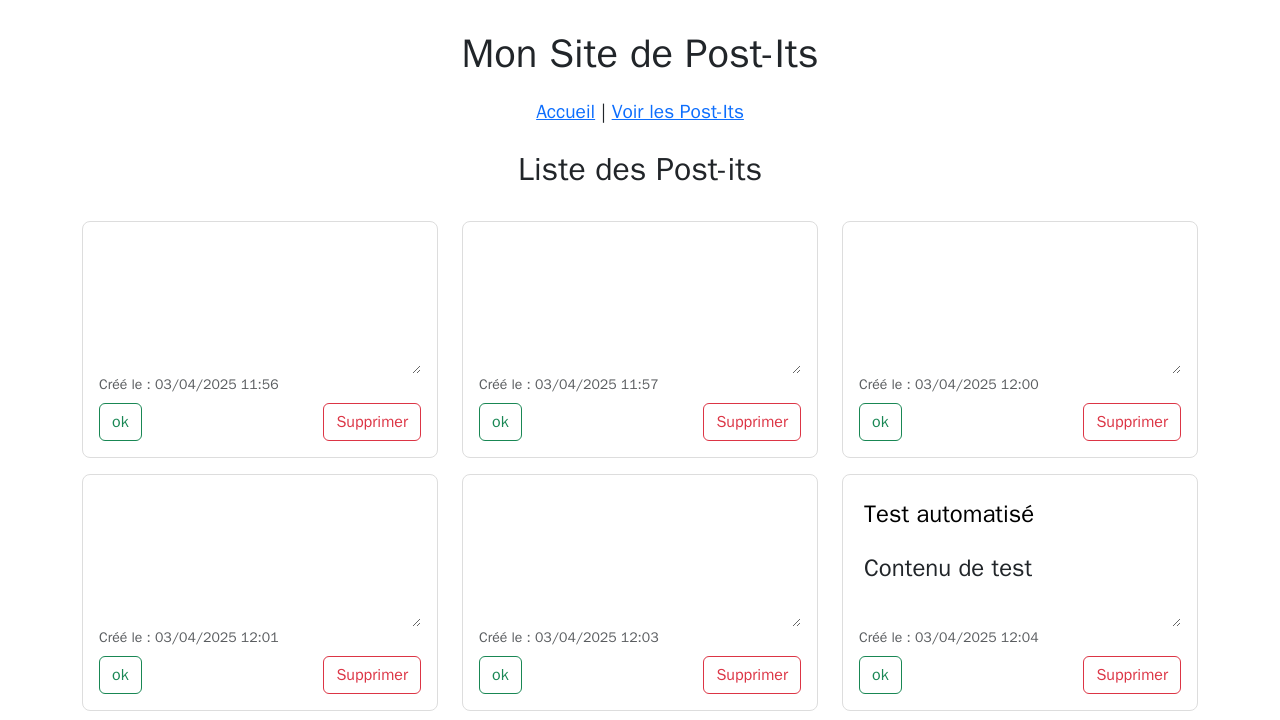 Mon Site de Post-Its
Accueil | Voir les Post-Its
Liste des Post-its
Créé le : 03/04/2025 11:56
ok Supprimer
Créé le : 03/04/2025 11:57
ok Supprimer
Créé le : 03/04/2025 12:00
ok Supprimer
Créé le : 03/04/2025 12:01
ok Supprimer
Créé le : 03/04/2025 12:03
ok Supprimer
Test automatisé
Contenu de test
Créé le : 03/04/2025 12:04
ok Supprimer